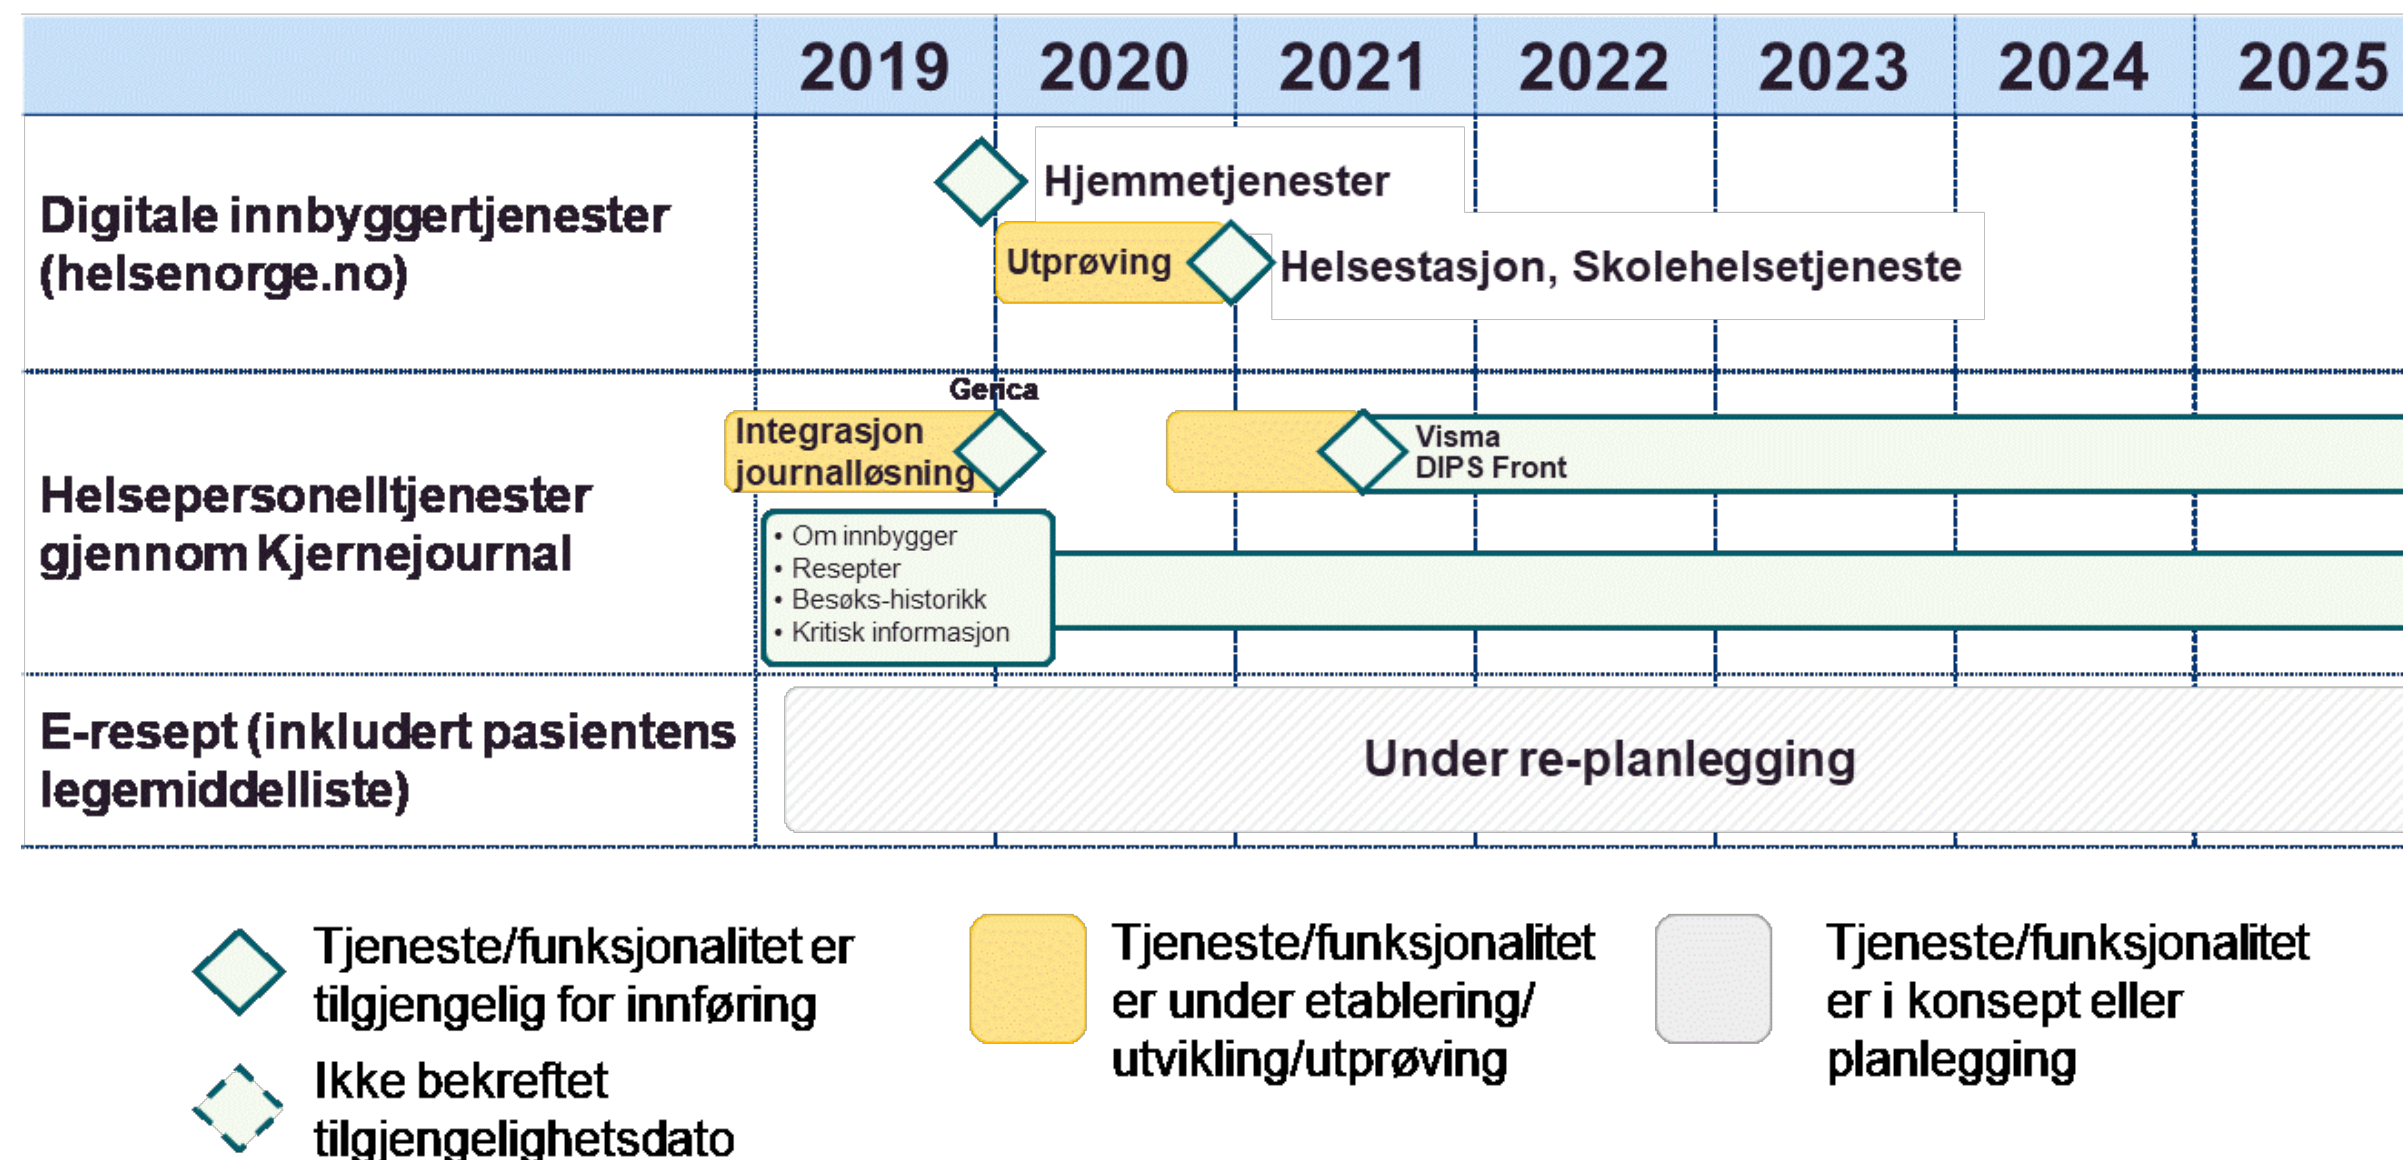 2019 2020 2021 2022 2023 2024 2025
Digitale innbyggertjenester
(helsenorge.no)
Hjemmetjenester
Utprøving
Helsestasjon, Skolehelsetjeneste
Helsepersonelltjenester
gjennom Kjernejournal
Gerica
Integrasjon
journalløsning
Visma
DIPS Front
• Om innbygger
• Resepter
• Besøks-historikk
• Kritisk informasjon
E-resept (inkludert pasientens
legemiddelliste)
Under re-planlegging
Tjeneste/funksjonalitet er
tilgjengelig for innføring
Ikke bekreftet
tilgjengelighetsdato
Tjeneste/funksjonalitet
er under etablering/
utvikling/utprøving
Tjeneste/funksjonalitet
er i konsept eller
planlegging